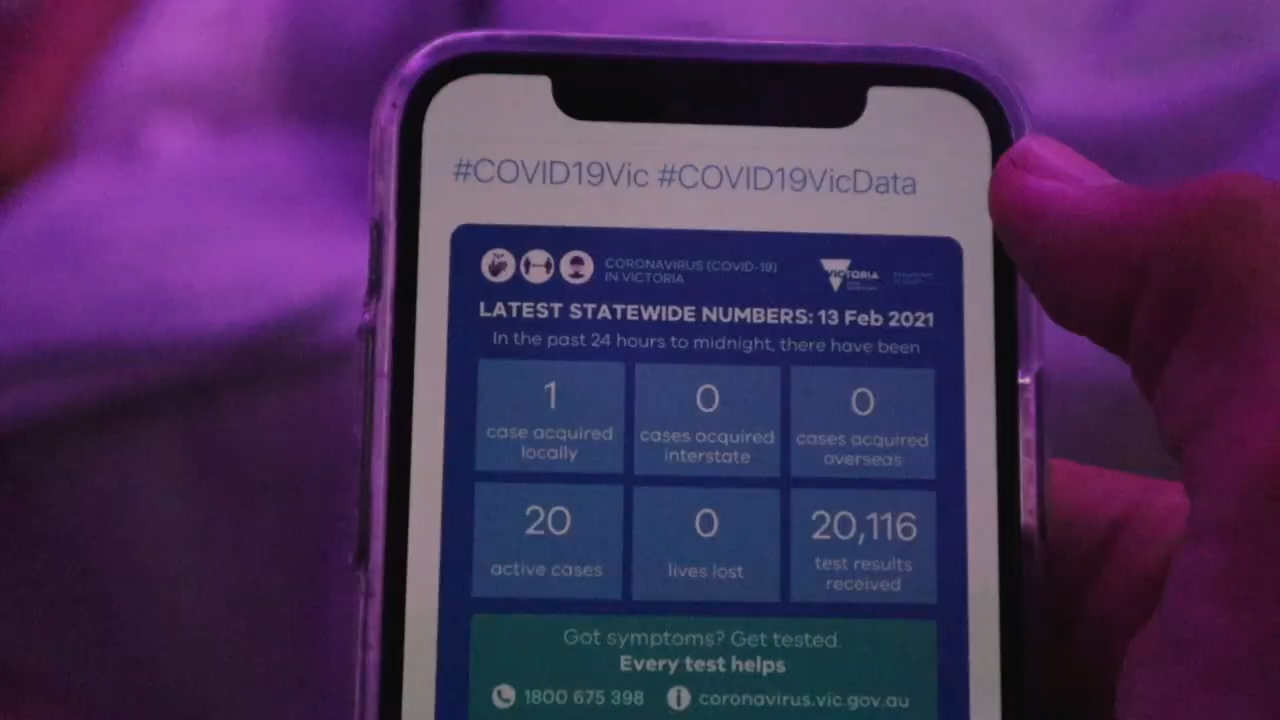 #COVID19Vic #COVID19VicData
CORONAVIRUS (COVID-19)
IN VICTORIA
VICTORIA
LATEST STATEWIDE NUMBERS: 13 Feb 2021
In the past 24 hours to midnight, there have been
1
case acquired
locally
0
cases acquired
interstate
0
cases acquired
overseas
20
active cases
0
lives lost
20,116
test results
received
Got symptoms? Get tested.
Every test helps
1800 675 398
coronavirus.vic.gov.au